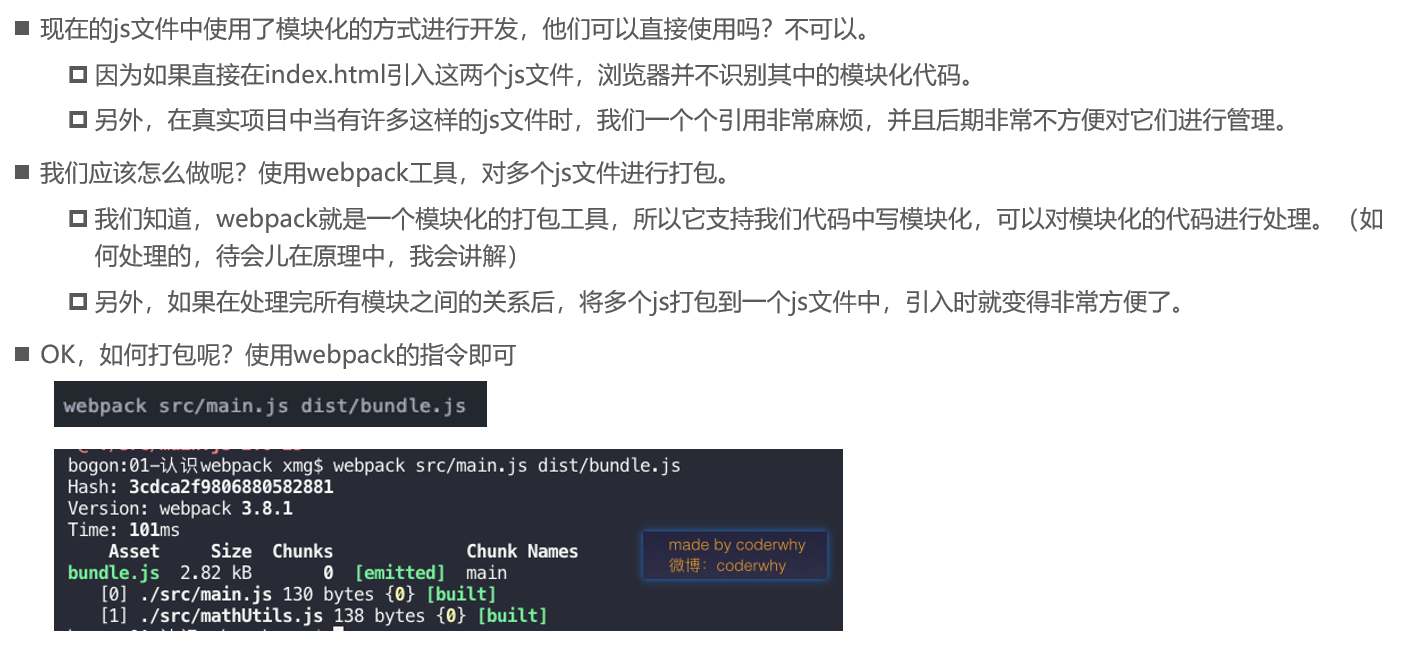 现在的js文件中使用了模块化的方式进行开发，他们可以直接使用吗？不可以。
因为如果直接在index.html引入这两个js文件，浏览器并不识别其中的模块化代码。
另外，在真实项目中当有许多这样的js文件时，我们一个个引用非常麻烦，并且后期非常不方便对它们进行管理。
我们应该怎么做呢？使用webpack工具，对多个js文件进行打包。
我们知道，webpack就是一个模块化的打包工具，所以它支持我们代码中写模块化，可以对模块化的代码进行处理。（如
何处理的，待会儿在原理中，我会讲解）
另外，如果在处理完所有模块之间的关系后，将多个js打包到一个js文件中，引入时就变得非常方便了。
OK，如何打包呢？使用webpack的指令即可
webpack src/main.js dist/bundle.js
bogon:01-认识webpack xmg$ webpack src/main.js dist/bundle.js
Hash: 3cdca2f9806880582881
Version: webpack 3.8.1
Time: 101ms
Asset Size Chunks Chunk Names
bundle.js 2.82 kB 0 [emitted] main
[0] ./src/main.js 130 bytes {0} [built]
[1] ./src/mathUtils.js 138 bytes {0} [built]
made by coderwhy
微博：coderwhy